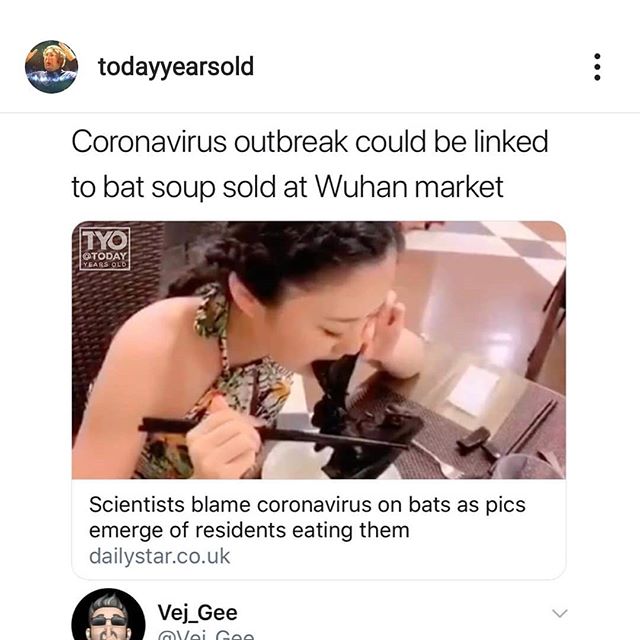 todayyearsold
Coronavirus outbreak could be linked
to bat soup sold at Wuhan market
TYO
@TODAY
YEARS OLD
Scientists blame coronavirus on bats as pics
emerge of residents eating them
dailystar.co.uk
Vej_Gee
@Vej_Gee